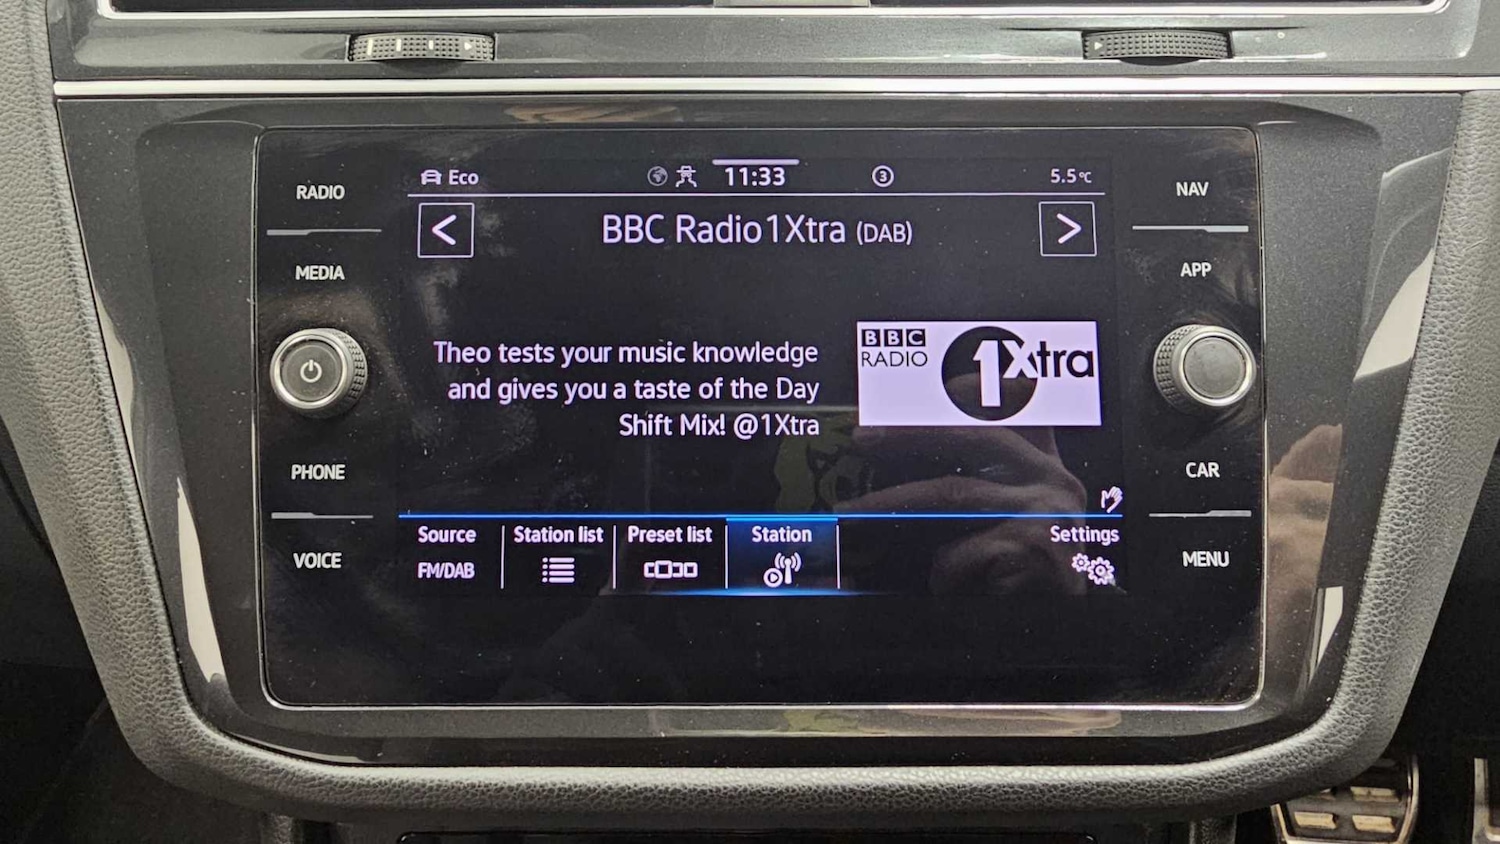 RADIO
MEDIA
PHONE
VOICE
Eco
11:33
3
5.5°C
<
BBC Radio1Xtra (DAB)
>
Theo tests your music knowledge
and gives you a taste of the Day
Shift Mix! @1Xtra
BBC
RADIO
1Xtra
Source
FM/DAB
Station list
Preset list
Station
Settings
NAV
APP
CAR
MENU